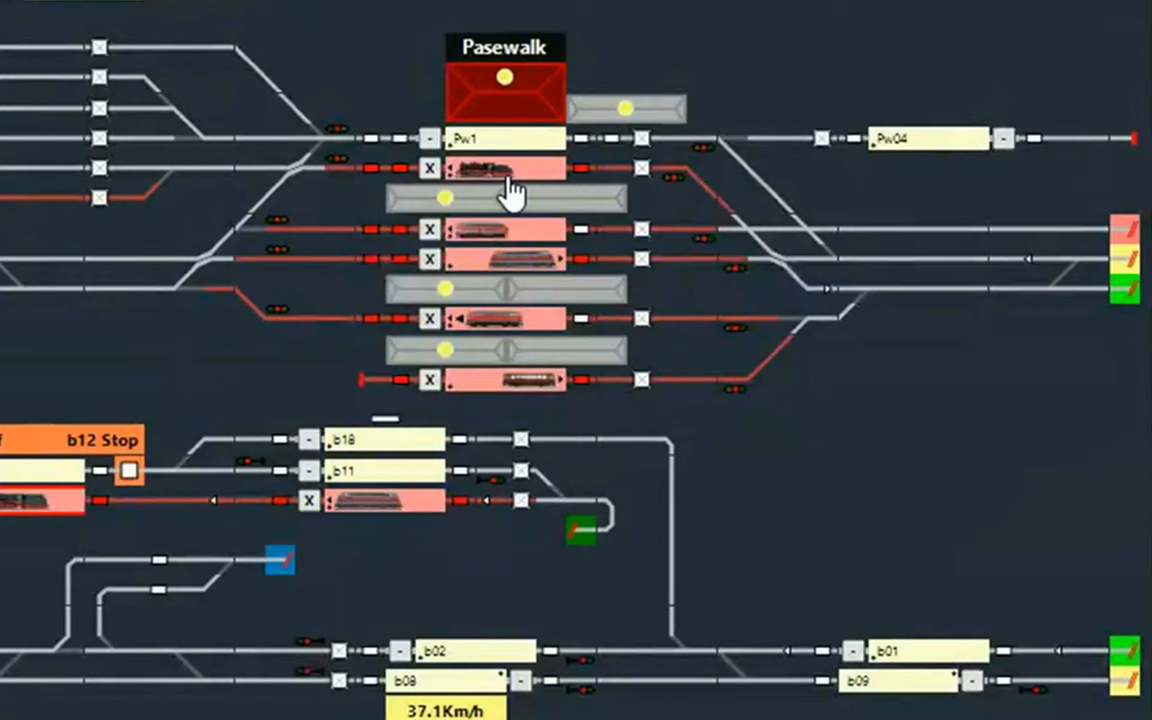 Pasewalk
- Pw1
Pw04 -
X
X
X
X
X
f b12 Stop
- b18
- b11
X
- b02
- b01
b08 -
b09 -
37.1Km/h